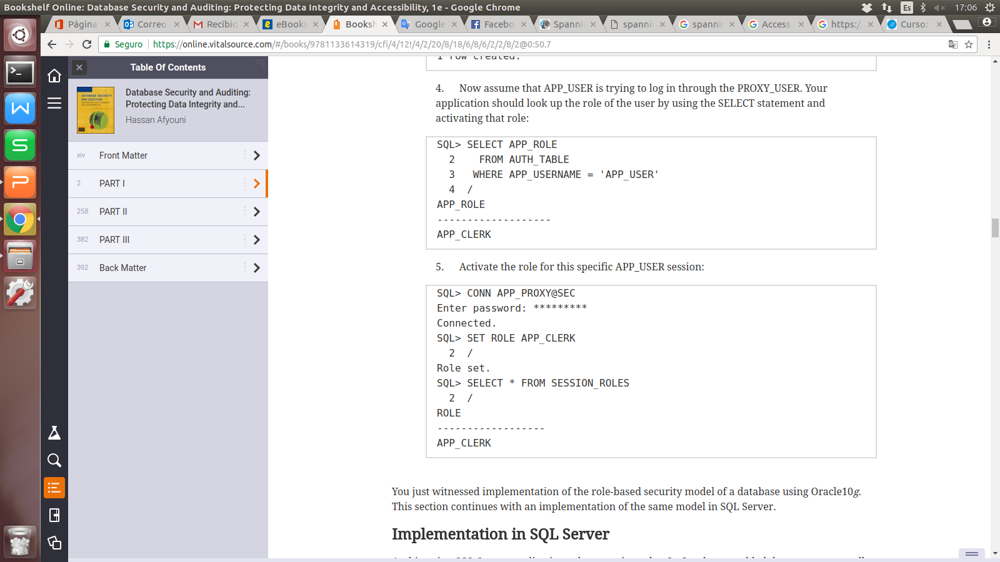 Bookshelf Online: Database Security and Auditing: Protecting Data Integrity and Accessibility, 1e - Google Chrome
Es
17:06
Página
Correo
Recibid
eBooks
Booksh
Google
Facebo
Spanni
spannir
spannin
Access
https:/
Curso:
Seguro
https://online.vitalsource.com/#/books/9781133614319/cfi/4/12!/4/2/20/8/18/6/8/6/2/2/8/2@0:50.7
Table Of Contents
Database Security and Auditing:
Protecting Data Integrity and...
Hassan Afyouni
xiv Front Matter
2 PART I
258 PART II
382 PART III
392 Back Matter
1 row created.
4. Now assume that APP_USER is trying to log in through the PROXY_USER. Your
application should look up the role of the user by using the SELECT statement and
activating that role:
SQL> SELECT APP_ROLE
2 FROM AUTH_TABLE
3 WHERE APP_USERNAME = 'APP_USER'
4 /
APP_ROLE
-------------------
APP_CLERK
5. Activate the role for this specific APP_USER session:
SQL> CONN APP_PROXY@SEC
Enter password: *********
Connected.
SQL> SET ROLE APP_CLERK
2 /
Role set.
SQL> SELECT * FROM SESSION_ROLES
2 /
ROLE
------------------
APP_CLERK
You just witnessed implementation of the role-based security model of a database using Oracle10g.
This section continues with an implementation of the same model in SQL Server.
Implementation in SQL Server